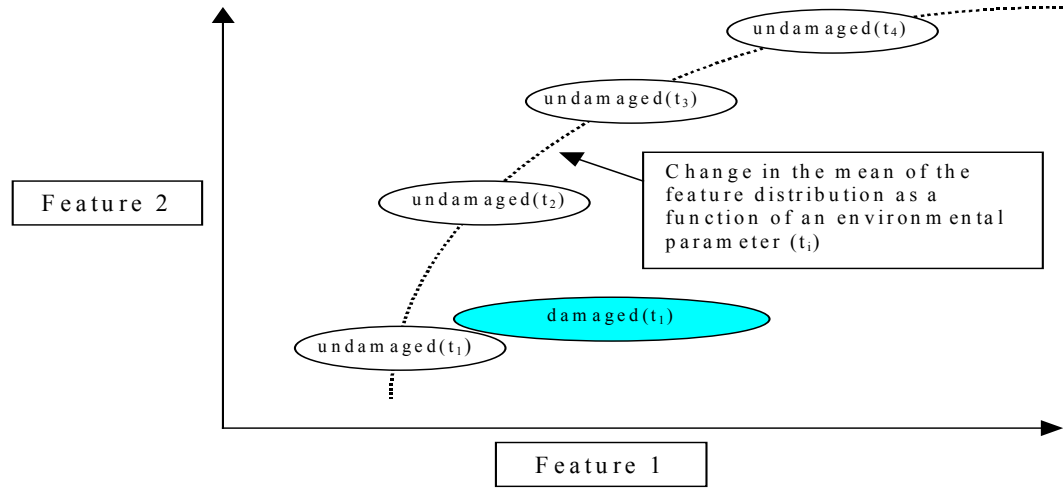 undamaged(t₄)
undamaged(t₃)
Change in the mean of the
feature distribution as a
function of an environmental
parameter (tᵢ)
Feature 2
undamaged(t₂)
damaged(t₁)
undamaged(t₁)
Feature 1